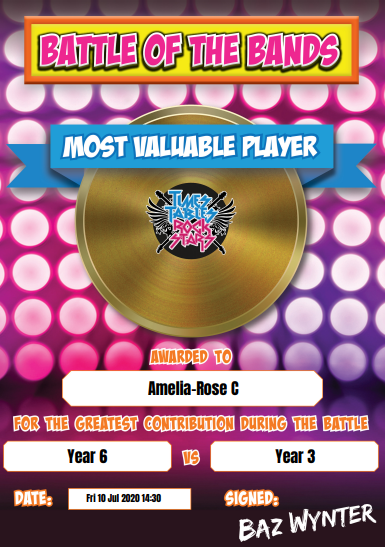 BATTLE OF THE BANDS
MOST VALUABLE PLAYER
TIMES
TABLES
ROCK
STARS
AWARDED TO
Amelia-Rose C
FOR THE GREATEST CONTRIBUTION DURING THE BATTLE
Year 6 VS Year 3
DATE: Fri 10 Jul 2020 14:30 SIGNED:
BAZ WYNTER